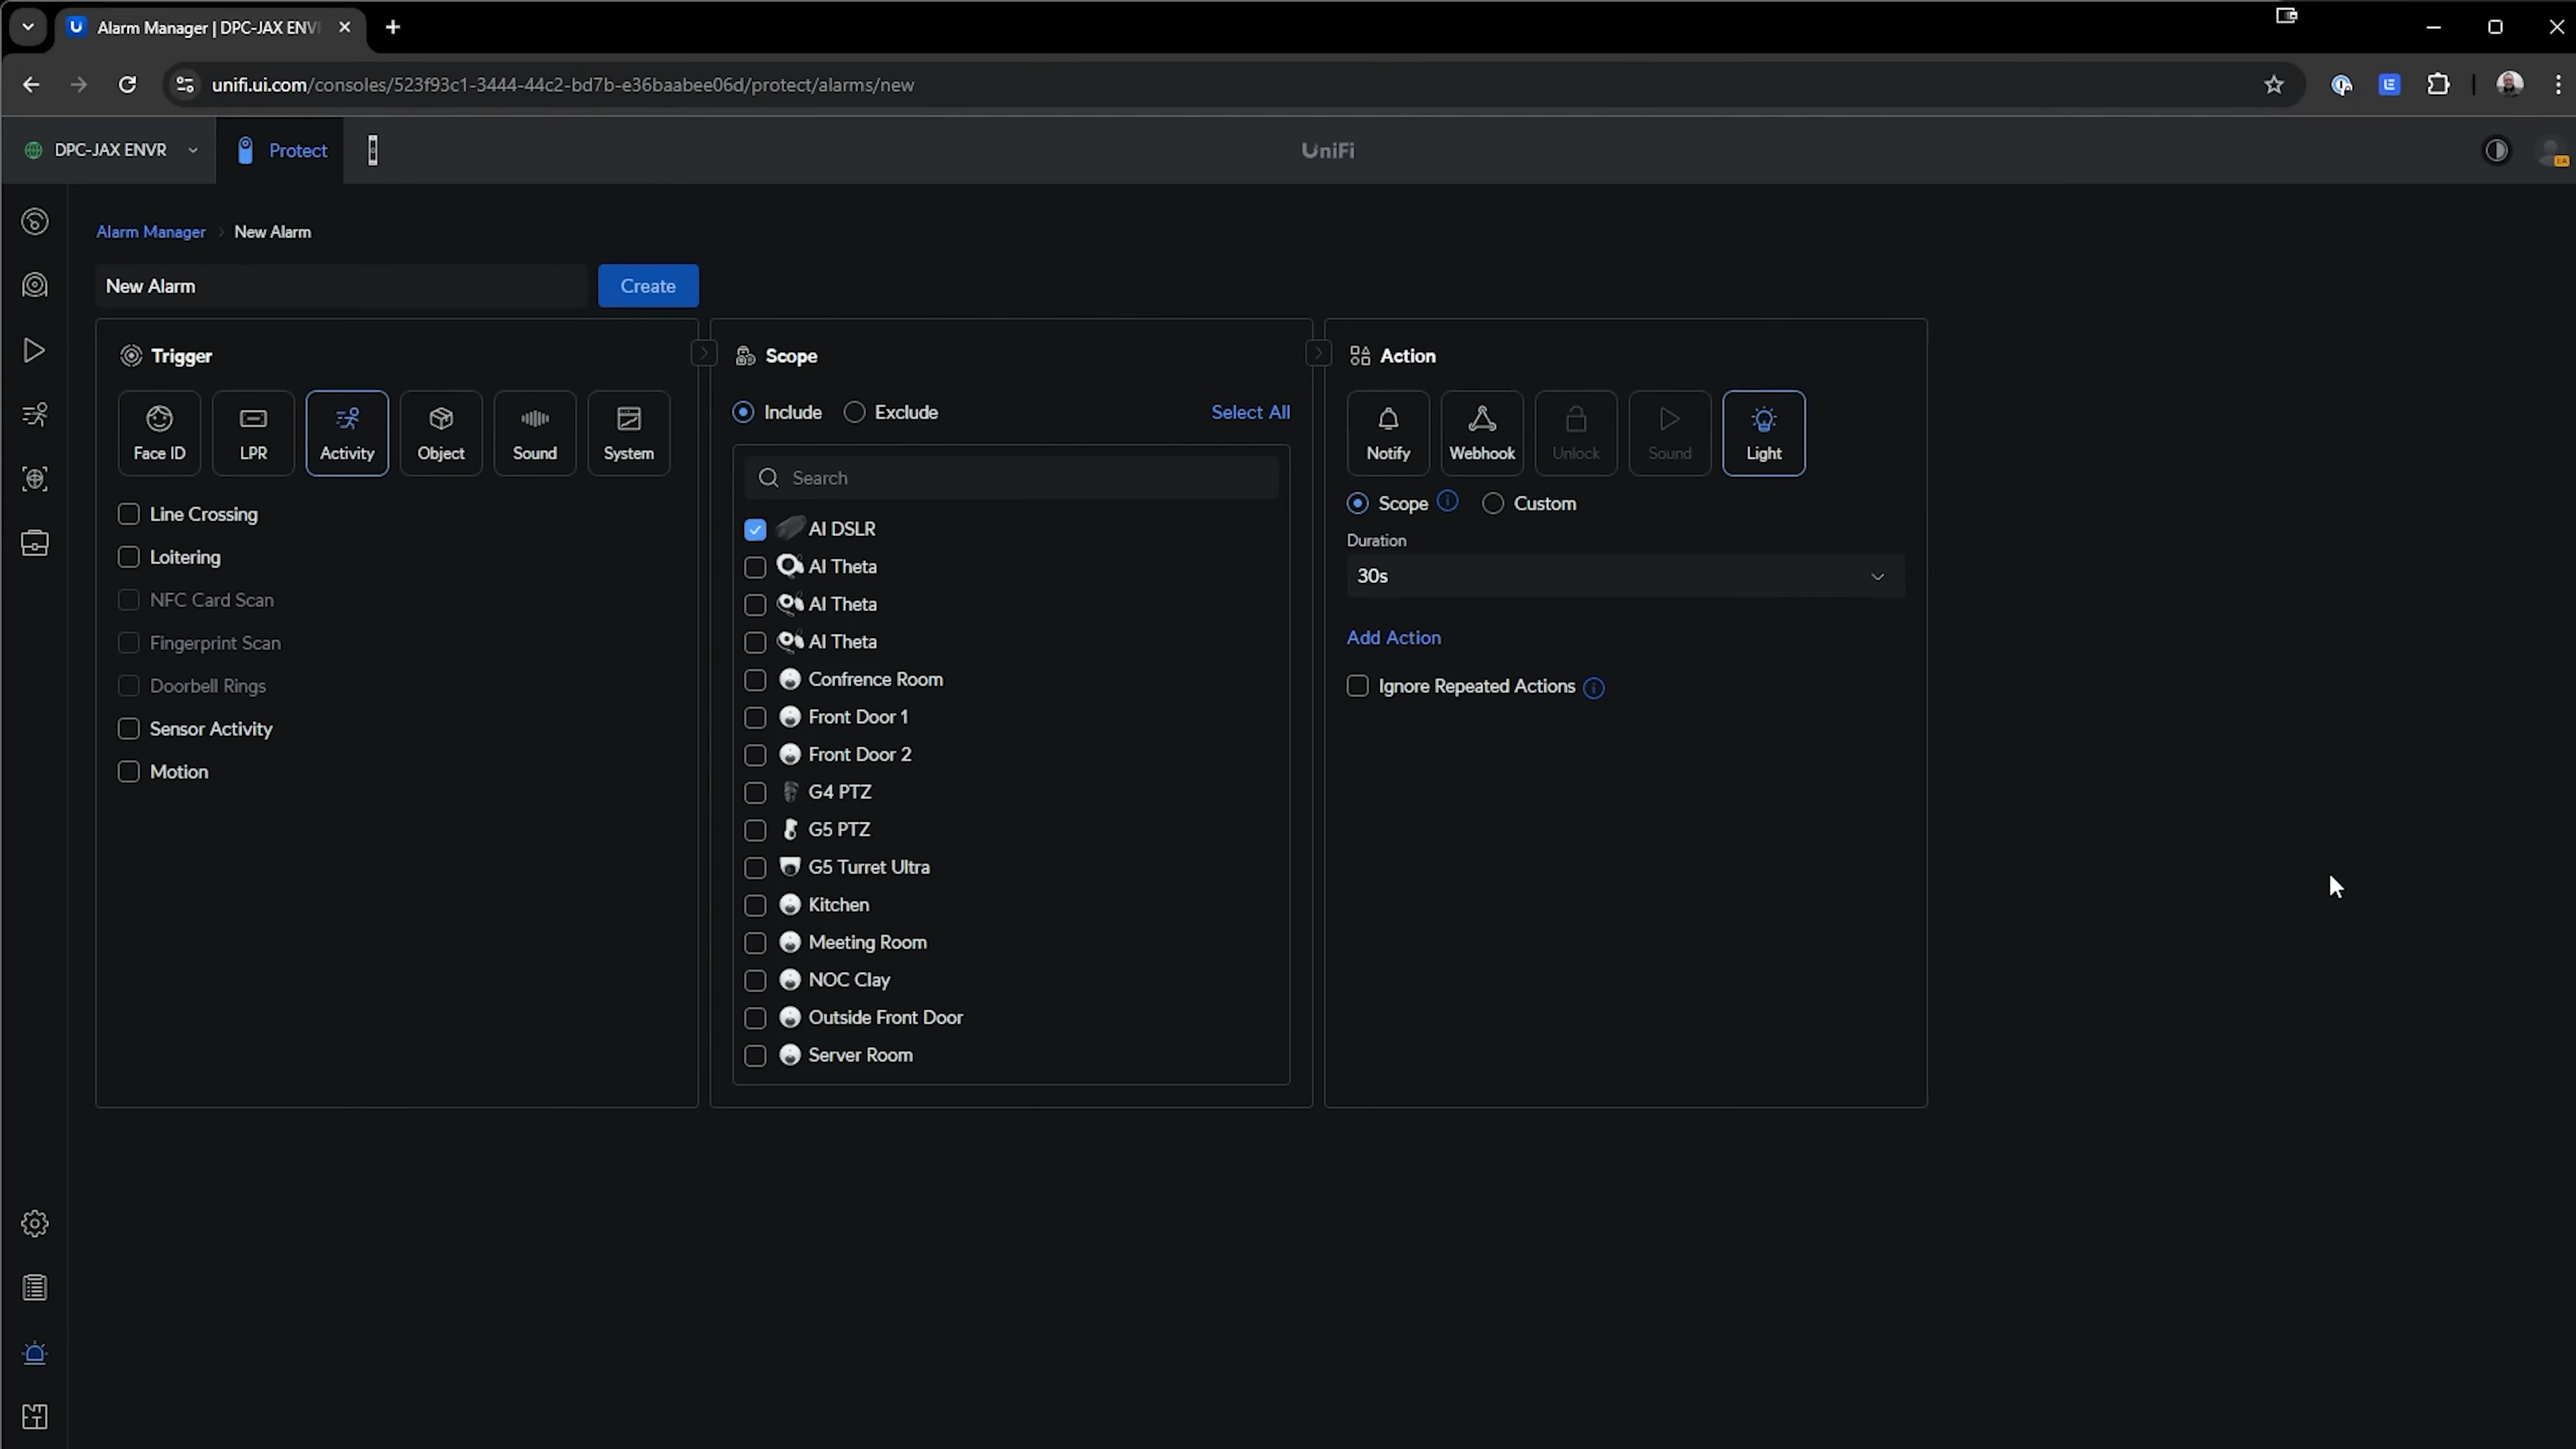 Alarm Manager | DPC-JAX ENVR
unifi.ui.com/consoles/523f93c1-3444-44c2-bd7b-e36baabee06d/protect/alarms/new
DPC-JAX ENVR
Protect
UniFi
EA
Alarm Manager > New Alarm
New Alarm
Create
Trigger
Face ID
LPR
Activity
Object
Sound
System
Line Crossing
Loitering
NFC Card Scan
Fingerprint Scan
Doorbell Rings
Sensor Activity
Motion
Scope
Include
Exclude
Select All
Search
AI DSLR
AI Theta
AI Theta
AI Theta
Confrence Room
Front Door 1
Front Door 2
G4 PTZ
G5 PTZ
G5 Turret Ultra
Kitchen
Meeting Room
NOC Clay
Outside Front Door
Server Room
Action
Notify
Webhook
Unlock
Sound
Light
Scope
Custom
Duration
30s
Add Action
Ignore Repeated Actions